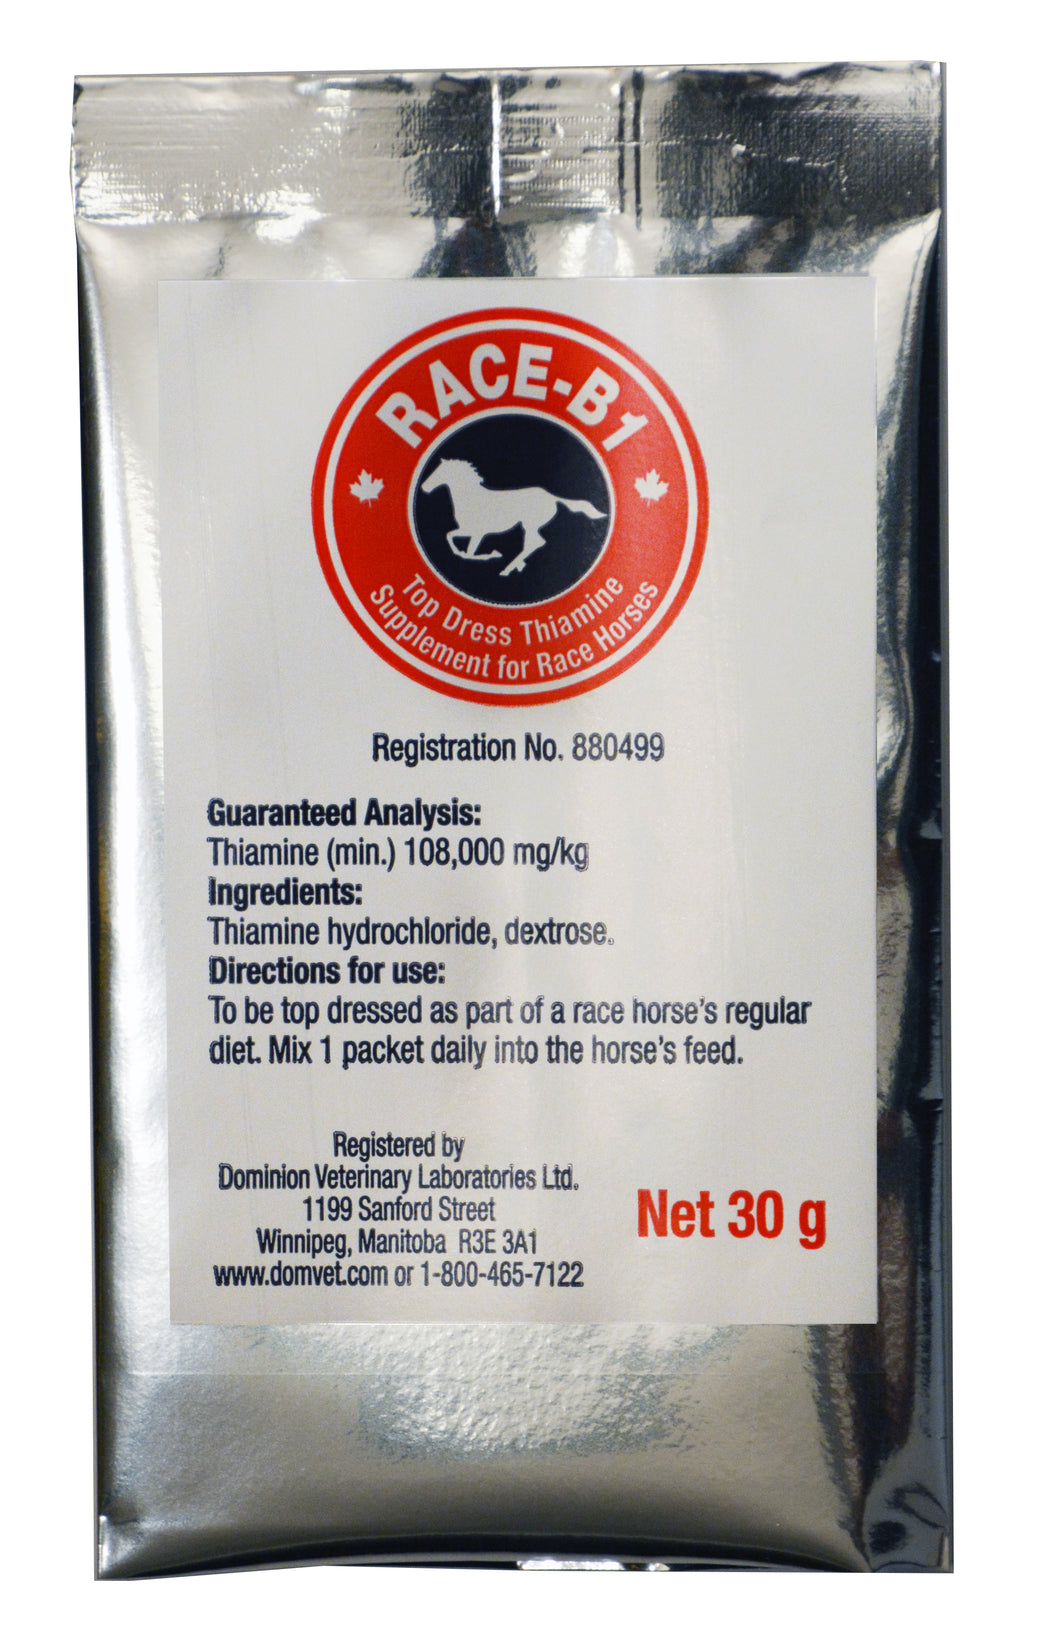 RACE-B1
Top Dress Thiamine
Supplement for Race Horses
Registration No. 880499
Guaranteed Analysis:
Thiamine (min.) 108,000 mg/kg
Ingredients:
Thiamine hydrochloride, dextrose.
Directions for use:
To be top dressed as part of a race horse's regular
diet. Mix 1 packet daily into the horse's feed.
Registered by
Dominion Veterinary Laboratories Ltd.
1199 Sanford Street
Winnipeg, Manitoba R3E 3A1
www.domvet.com or 1-800-465-7122
Net 30 g